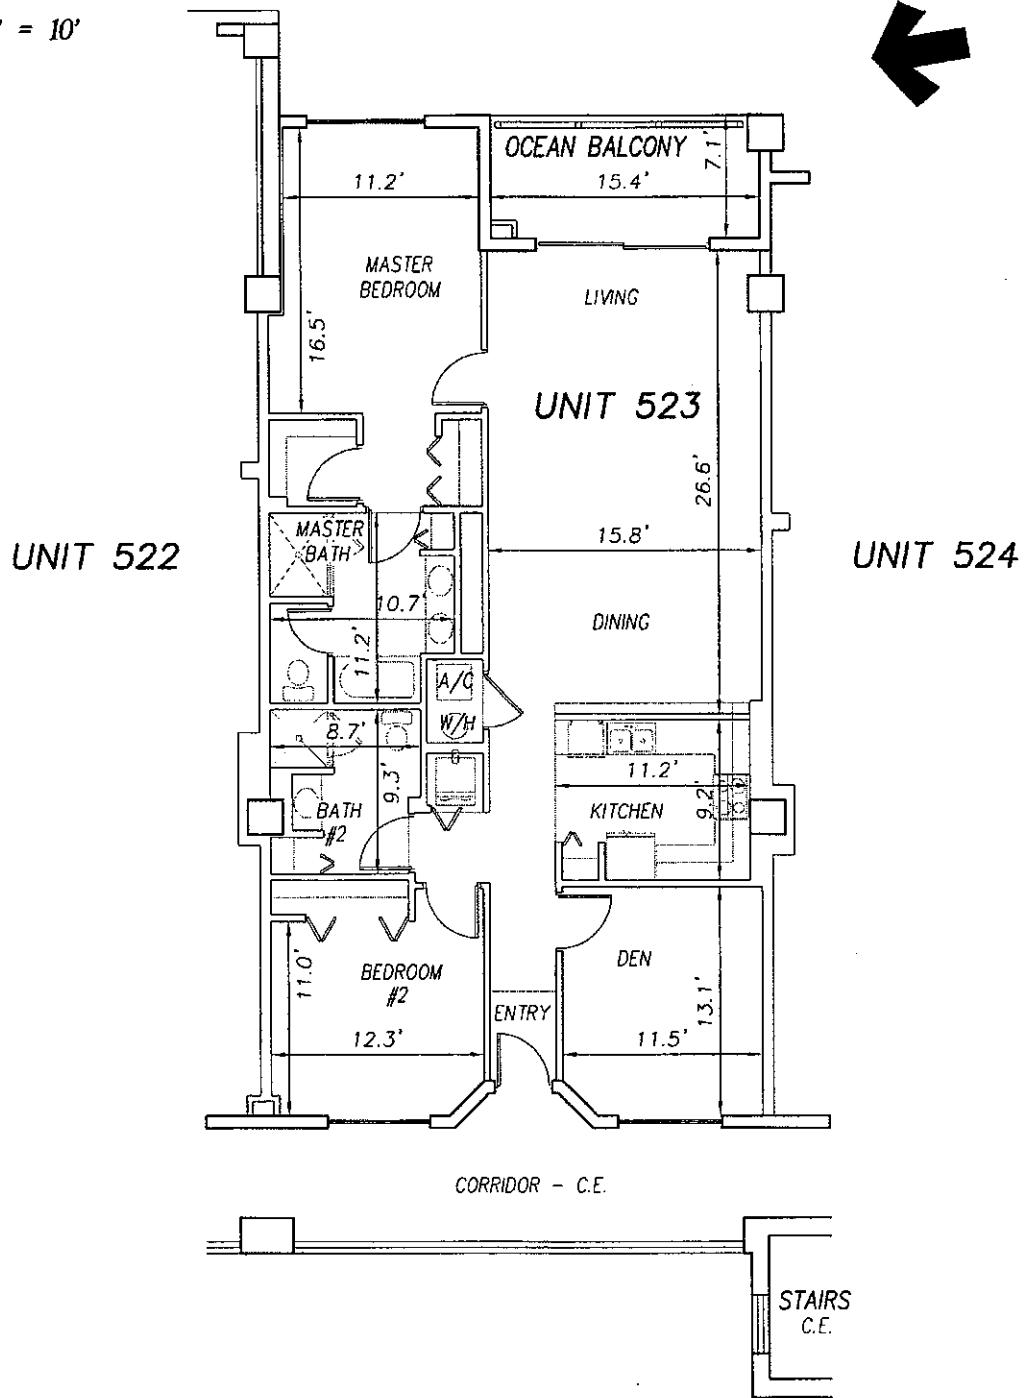 ' = 10'
OCEAN BALCONY
7.1'
11.2'
15.4'
MASTER
BEDROOM
LIVING
16.5'
UNIT 523
26.6'
MASTER
BATH
15.8'
UNIT 522
UNIT 524
10.7'
11.2'
DINING
A/C
W/H
8.7'
9.3'
11.2'
9.2'
BATH
#2
KITCHEN
11.0'
BEDROOM
#2
DEN
13.1'
ENTRY
12.3'
11.5'
CORRIDOR - C.E.
STAIRS
C.E.